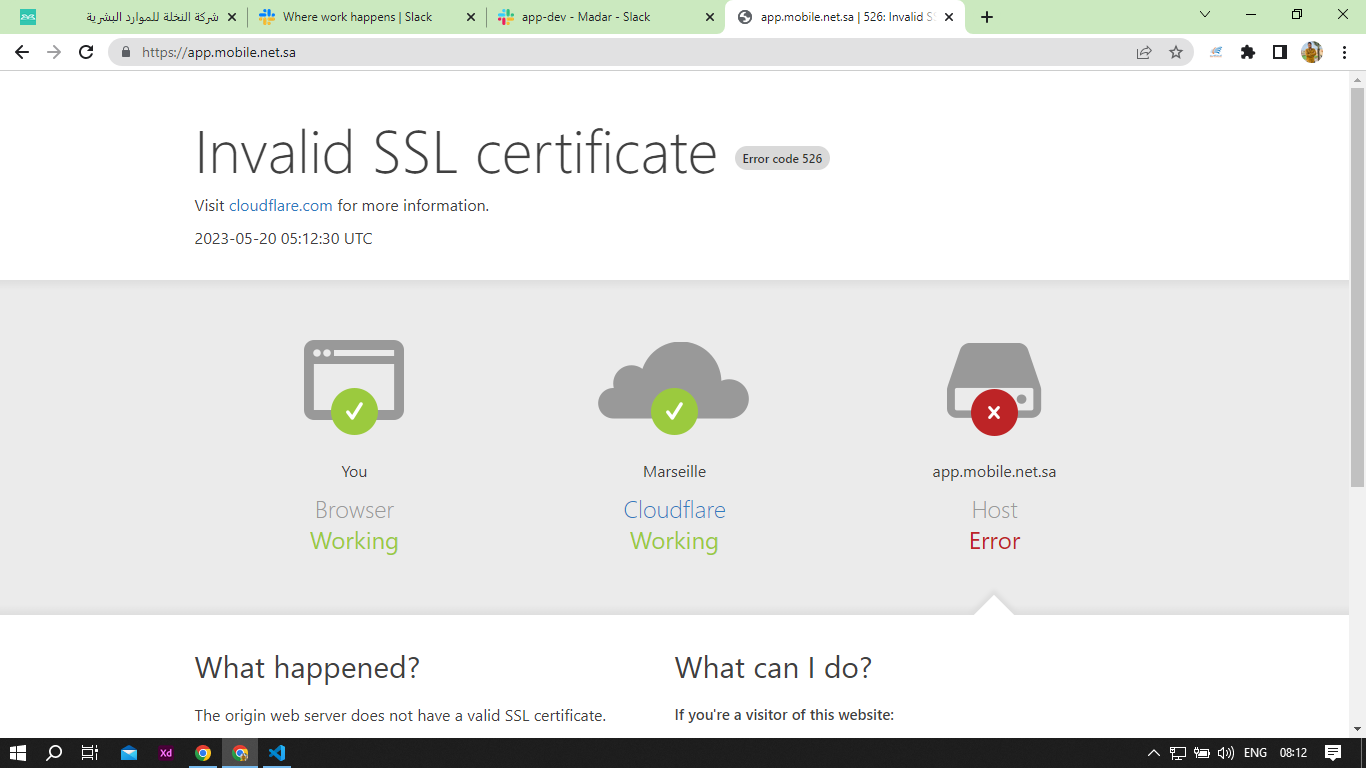 شركة النخلة للموارد البشرية
Where work happens | Slack
app-dev - Madar - Slack
app.mobile.net.sa | 526: Invalid SS
https://app.mobile.net.sa
Invalid SSL certificate
Error code 526
Visit cloudflare.com for more information.
2023-05-20 05:12:30 UTC
You
Browser
Working
Marseille
Cloudflare
Working
app.mobile.net.sa
Host
Error
What happened?
The origin web server does not have a valid SSL certificate.
What can I do?
If you're a visitor of this website:
Xd
ENG
08:12